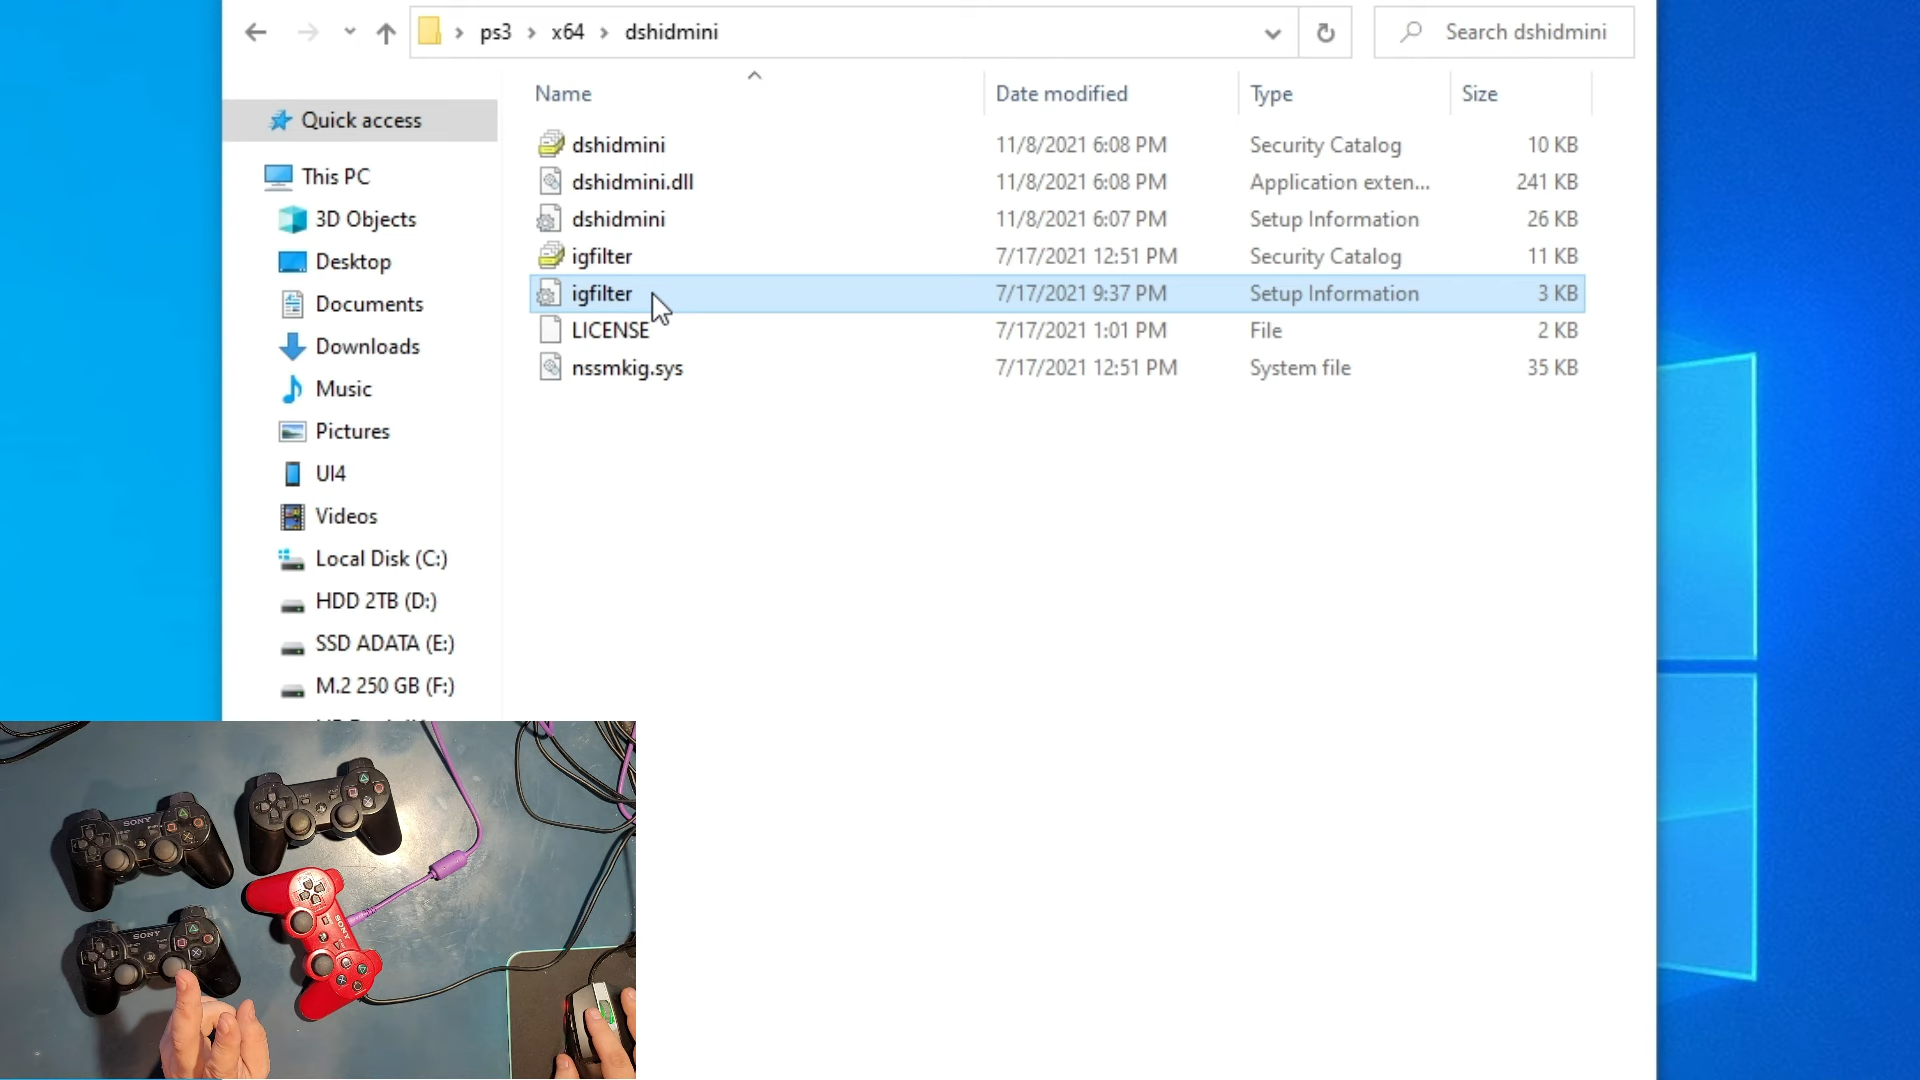 ps3 x64 dshidmini
Search dshidmini
Name Date modified Type Size
Quick access
This PC
3D Objects
Desktop
Documents
Downloads
Music
Pictures
UI4
Videos
Local Disk (C:)
HDD 2TB (D:)
SSD ADATA (E:)
M.2 250 GB (F:)
dshidmini 11/8/2021 6:08 PM Security Catalog 10 KB
dshidmini.dll 11/8/2021 6:08 PM Application exten... 241 KB
dshidmini 11/8/2021 6:07 PM Setup Information 26 KB
igfilter 7/17/2021 12:51 PM Security Catalog 11 KB
igfilter 7/17/2021 9:37 PM Setup Information 3 KB
LICENSE 7/17/2021 1:01 PM File 2 KB
nssmkig.sys 7/17/2021 12:51 PM System file 35 KB
SONY
SONY
SONY